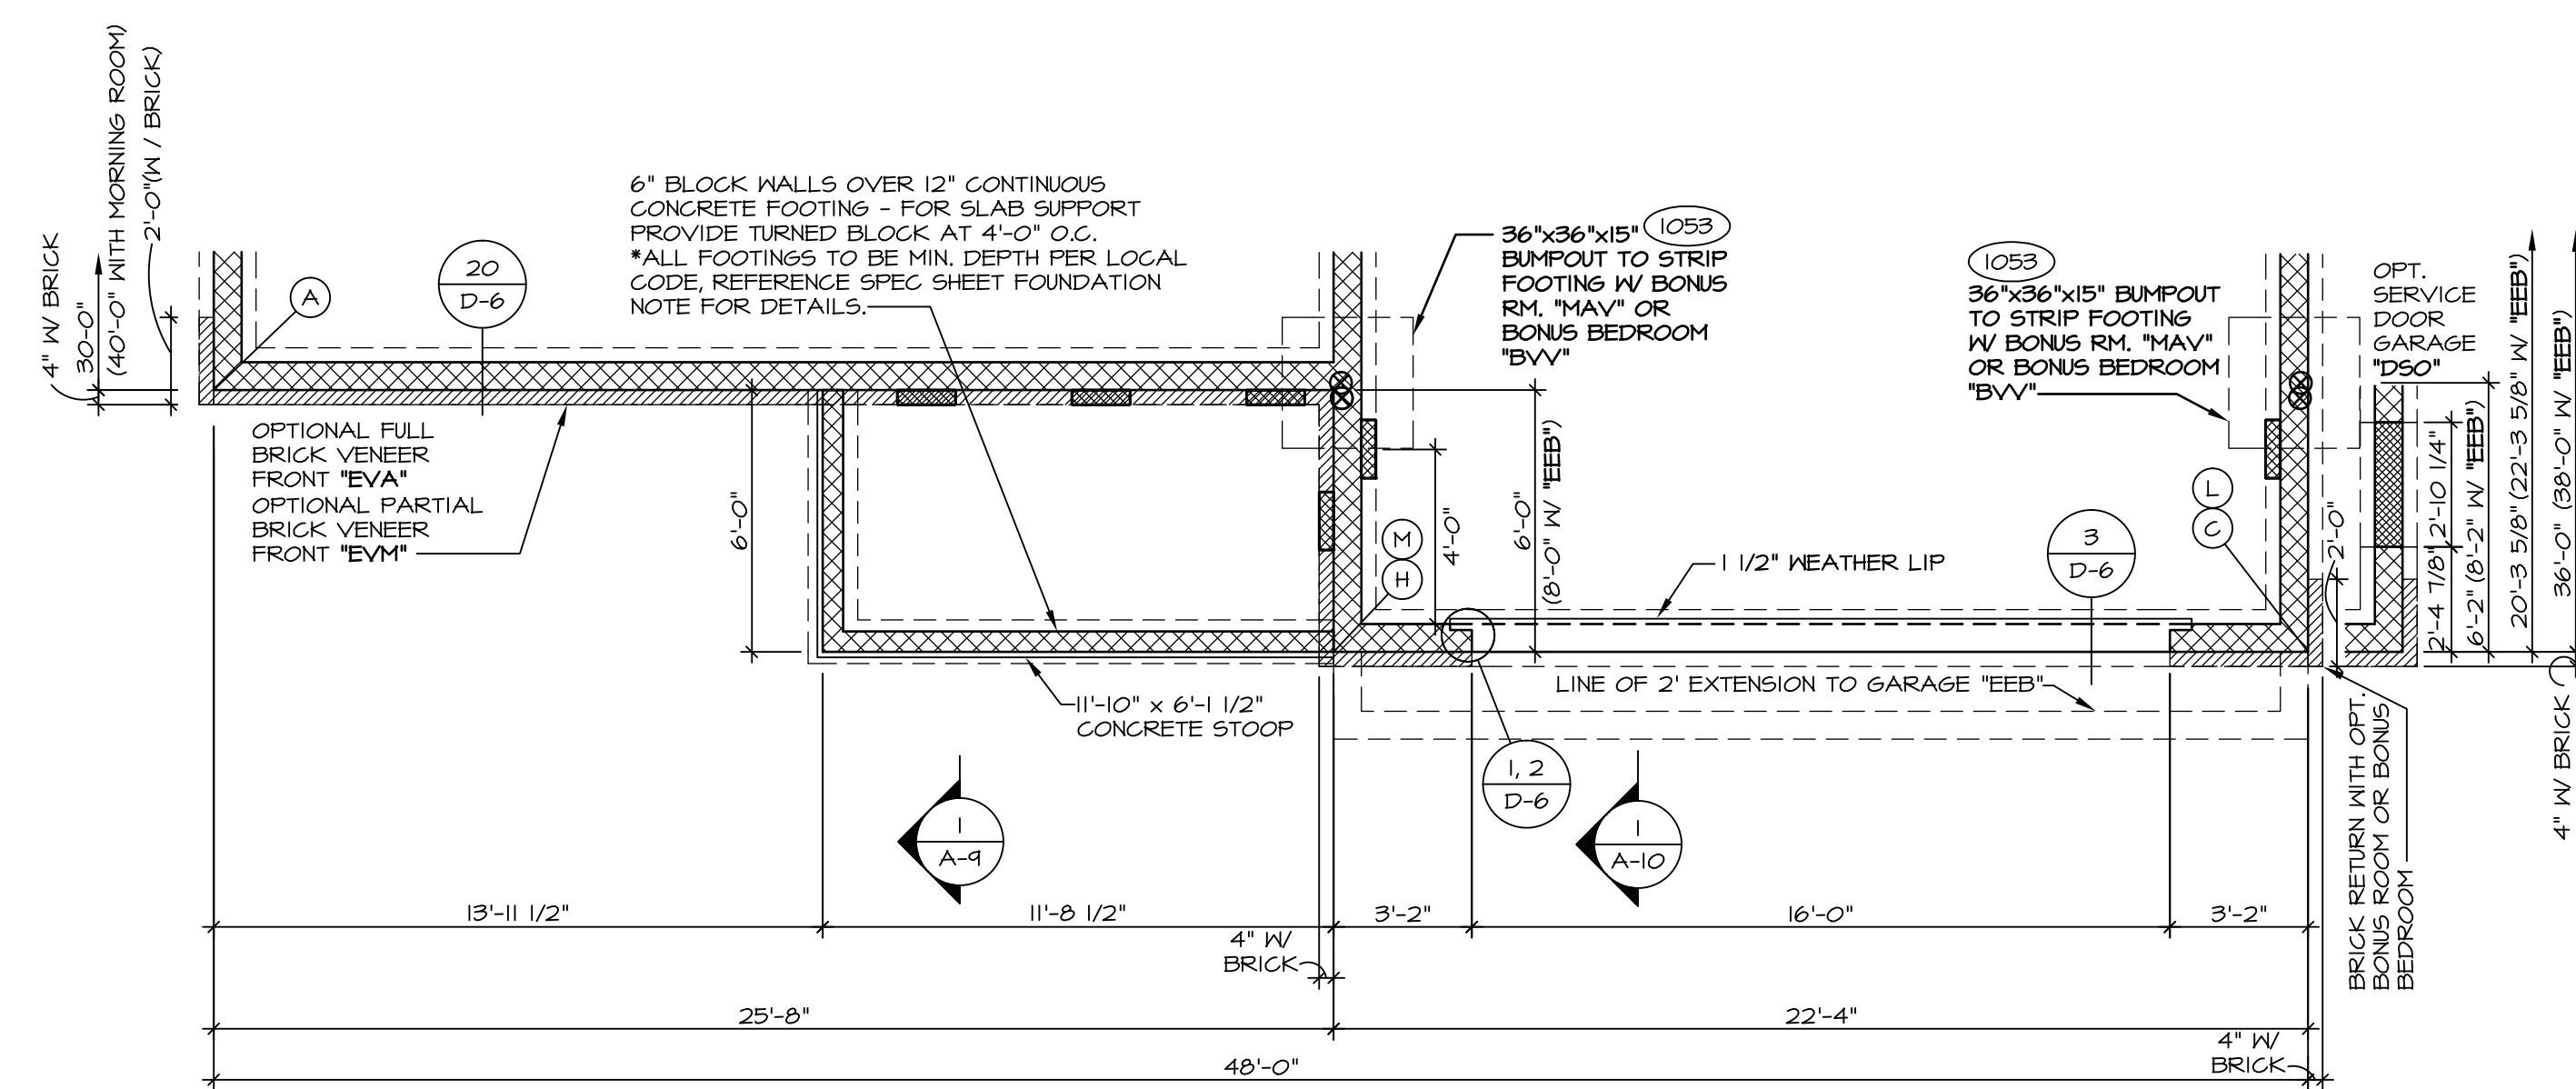 4" W/ BRICK
30'-0"
(40'-0" WITH MORNING ROOM)
2'-0"(W / BRICK)
A
20
D-6
6" BLOCK WALLS OVER 12" CONTINUOUS
CONCRETE FOOTING - FOR SLAB SUPPORT
PROVIDE TURNED BLOCK AT 4'-0" O.C.
*ALL FOOTINGS TO BE MIN. DEPTH PER LOCAL
CODE, REFERENCE SPEC SHEET FOUNDATION
NOTE FOR DETAILS.
36"x36"x15"
1053
BUMPOUT TO STRIP
FOOTING W/ BONUS
RM. "MAV" OR
BONUS BEDROOM
"BVV"
1053
36"x36"x15" BUMPOUT
TO STRIP FOOTING
W/ BONUS RM. "MAV"
OR BONUS BEDROOM
"BVV"
OPT.
SERVICE
DOOR
GARAGE
"DSO"
OPTIONAL FULL
BRICK VENEER
FRONT "EVA"
OPTIONAL PARTIAL
BRICK VENEER
FRONT "EVM"
6'-0"
M
H
4'-0"
6'-0"
(8'-0" W/ "EEB")
1 1/2" WEATHER LIP
3
D-6
L
C
2'-0"
2'-4 7/8"
2'-10 1/4"
6'-2" (8'-2" W/ "EEB")
20'-3 5/8" (22'-3 5/8" W/ "EEB")
36'-0" (38'-0" W/ "EEB")
4" W/ BRICK
LINE OF 2' EXTENSION TO GARAGE "EEB"
11'-10" x 6'-1 1/2"
CONCRETE STOOP
1, 2
D-6
1
A-9
1
A-10
BRICK RETURN WITH OPT.
BONUS ROOM OR BONUS
BEDROOM
13'-11 1/2"
11'-8 1/2"
3'-2"
16'-0"
3'-2"
4" W/
BRICK
25'-8"
22'-4"
4" W/
BRICK
48'-0"